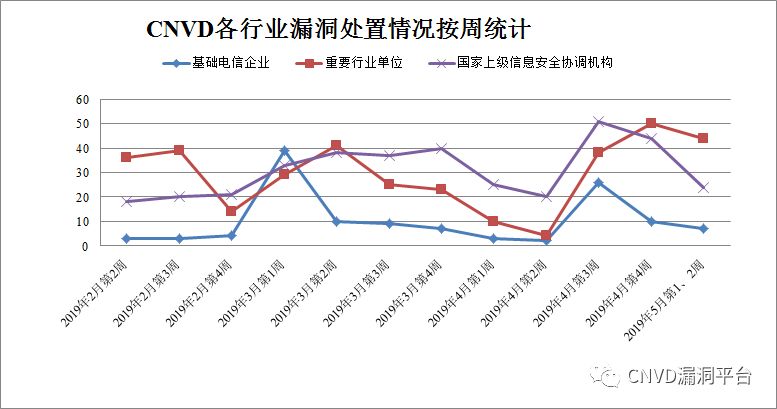 CNVD各行业漏洞处置情况按周统计
基础电信企业 重要行业单位 国家上级信息安全协调机构
60
50
40
30
20
10
0
2019年2月第2周
2019年2月第3周
2019年2月第4周
2019年3月第1周
2019年3月第2周
2019年3月第3周
2019年3月第4周
2019年4月第1周
2019年4月第2周
2019年4月第3周
2019年4月第4周
2019年5月第1、2周
CNVD漏洞平台